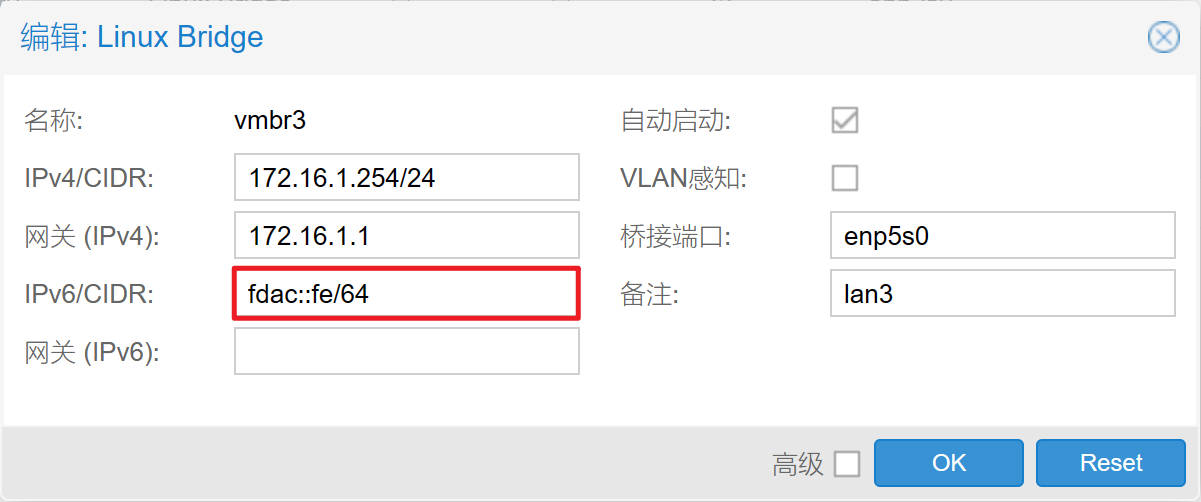 编辑: Linux Bridge
名称: vmbr3 自动启动:
IPv4/CIDR: 172.16.1.254/24 VLAN感知:
网关 (IPv4): 172.16.1.1 桥接端口: enp5s0
IPv6/CIDR: fdac::fe/64 备注: lan3
网关 (IPv6):
高级 OK Reset